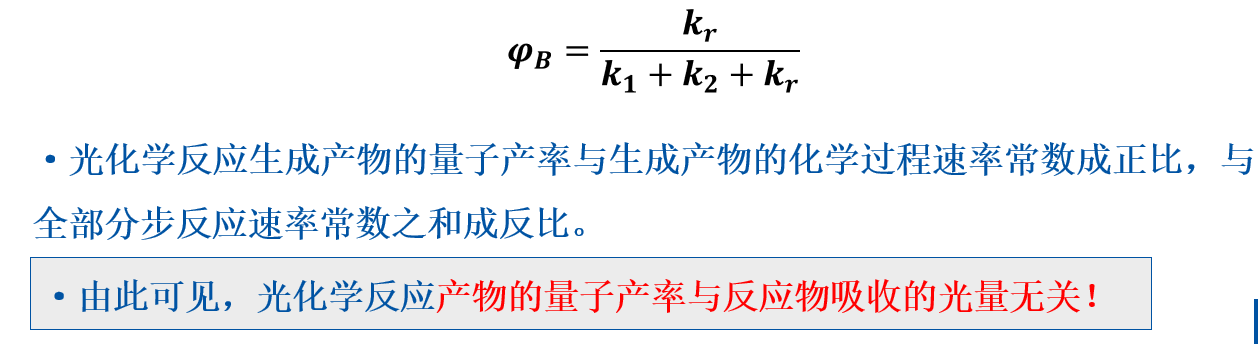 φ_B = k_r / (k_1 + k_2 + k_r)
•光化学反应生成产物的量子产率与生成产物的化学过程速率常数成正比，与
全部分步反应速率常数之和成反比。
•由此可见，光化学反应产物的量子产率与反应物吸收的光量无关！